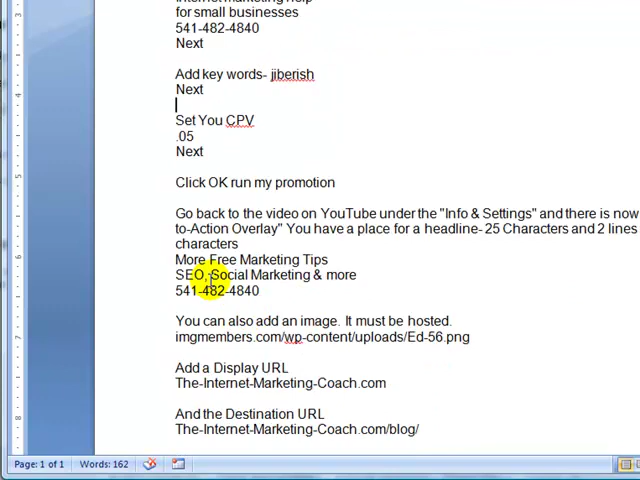 for small businesses
541-482-4840
Next
Add key words- jiberish
Next
Set You CPV
.05
Next
Click OK run my promotion
Go back to the video on YouTube under the "Info & Settings" and there is now
to-Action Overlay" You have a place for a headline- 25 Characters and 2 lines
characters
More Free Marketing Tips
SEO, Social Marketing & more
541-482-4840
You can also add an image. It must be hosted.
imgmembers.com/wp-content/uploads/Ed-56.png
Add a Display URL
The-Internet-Marketing-Coach.com
And the Destination URL
The-Internet-Marketing-Coach.com/blog/
Page: 1 of 1 Words: 162